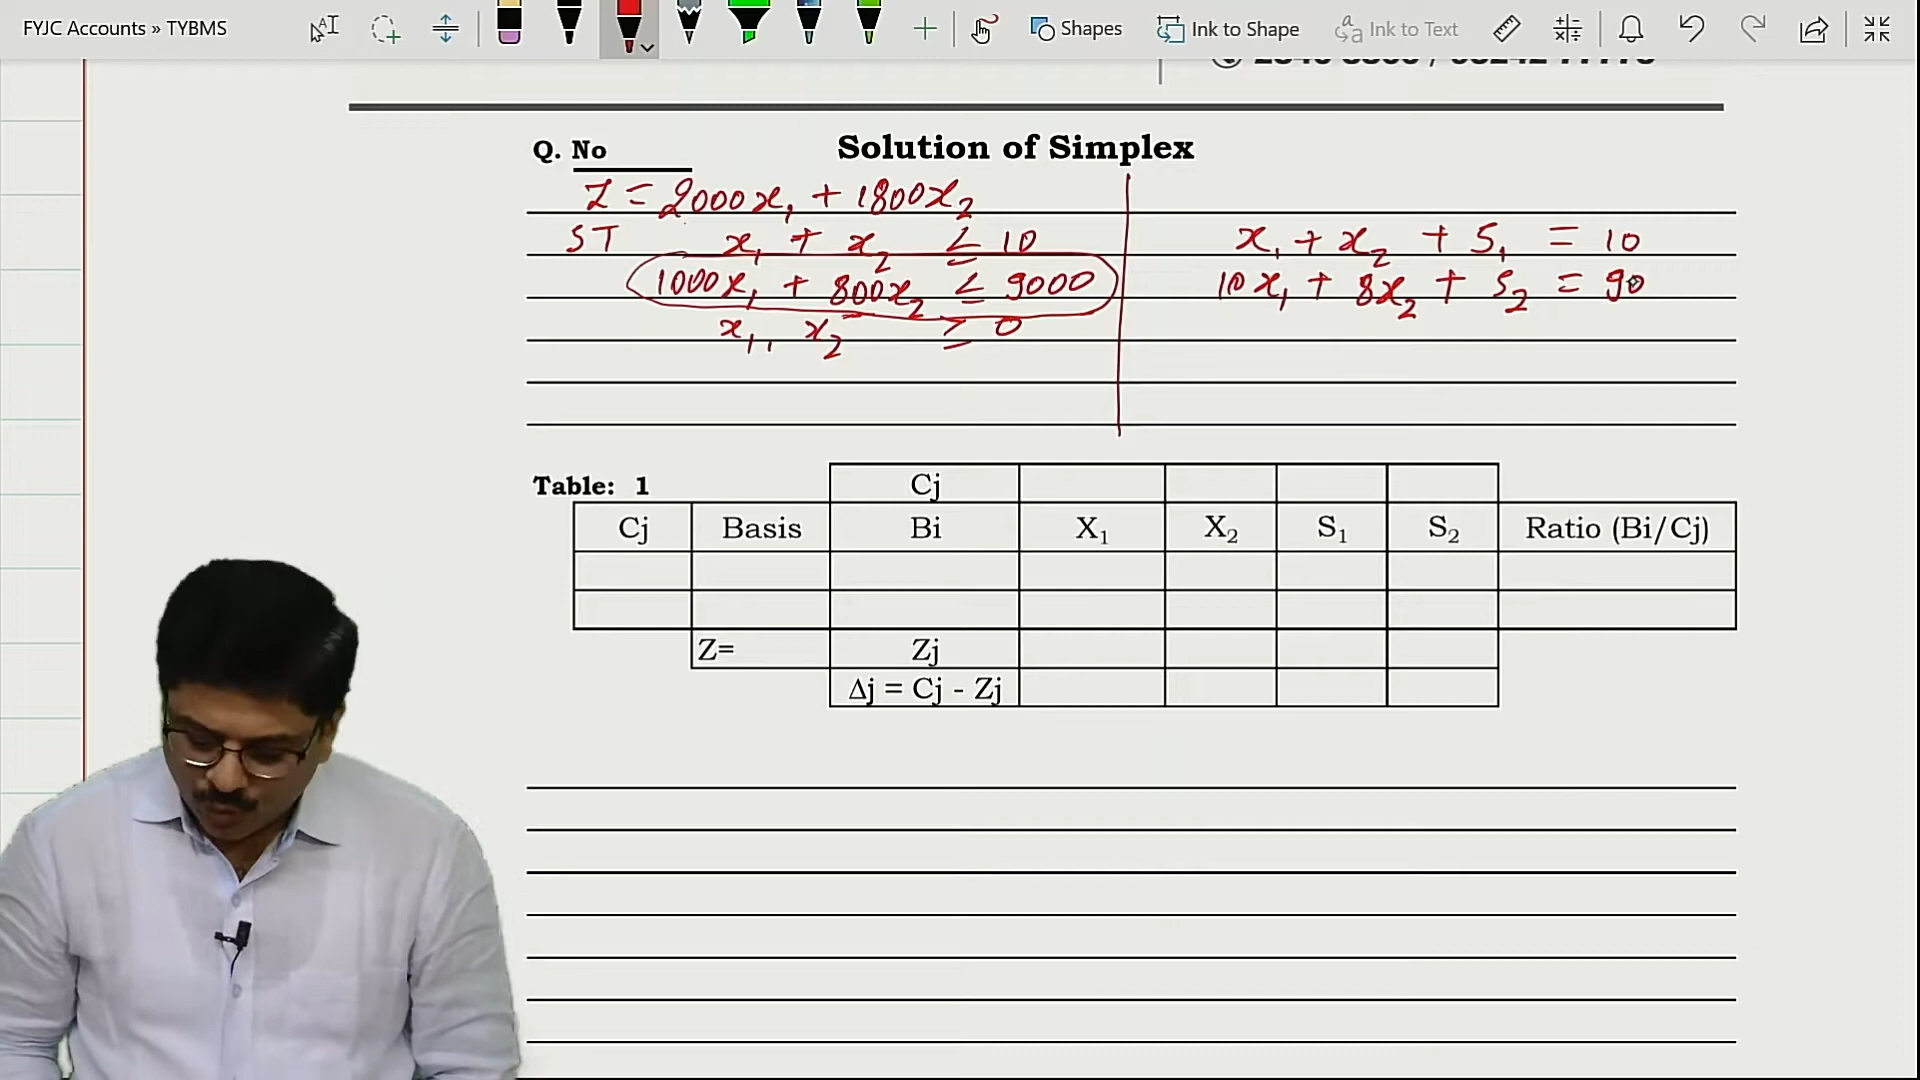 FYJC Accounts » TYBMS
Shapes
Ink to Shape
Ink to Text
Q. No
Solution of Simplex
Z = 2000x₁ + 1800x₂
ST x₁ + x₂ ≤ 10
1000x₁ + 800x₂ ≤ 9000
x₁, x₂ ≥ 0
x₁ + x₂ + S₁ = 10
10x₁ + 8x₂ + S₂ = 90
Table: 1
Cj
Cj Basis Bi X₁ X₂ S₁ S₂ Ratio (Bi/Cj)
Z= Zj
Δj = Cj - Zj